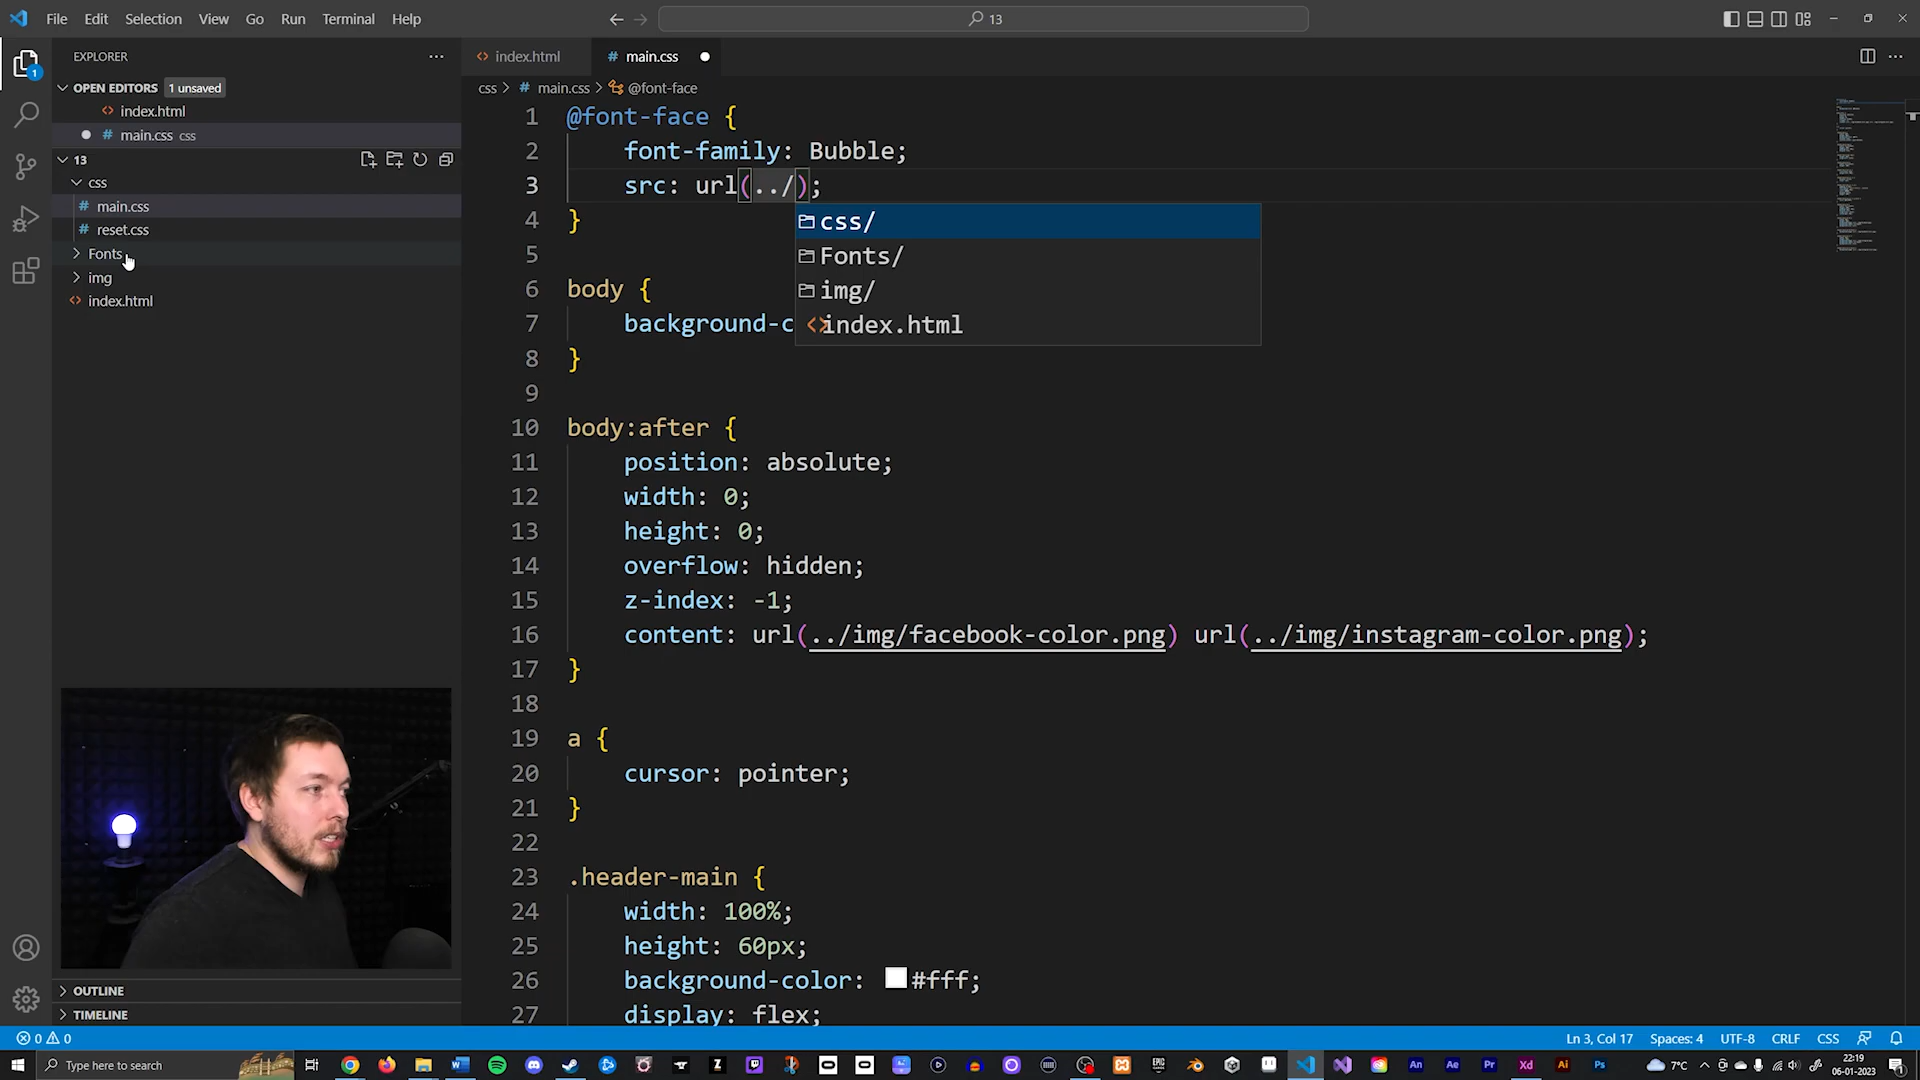 File Edit Selection View Go Run Terminal Help
13
EXPLORER
OPEN EDITORS 1 unsaved
index.html
main.css css
13
css
main.css
reset.css
Fonts
img
index.html
OUTLINE
TIMELINE
1
index.html
main.css
css > main.css > @font-face
1 @font-face {
2 font-family: Bubble;
3 src: url(../);
4 }
5
6 body {
7 background-c
8 }
9
10 body:after {
11 position: absolute;
12 width: 0;
13 height: 0;
14 overflow: hidden;
15 z-index: -1;
16 content: url(../img/facebook-color.png) url(../img/instagram-color.png);
17 }
18
19 a {
20 cursor: pointer;
21 }
22
23 .header-main {
24 width: 100%;
25 height: 60px;
26 background-color: #fff;
27 display: flex;
css/
Fonts/
img/
index.html
0 0
Ln 3, Col 17 Spaces: 4 UTF-8 CRLF CSS
Type here to search
7°C
22:19
06-01-2023